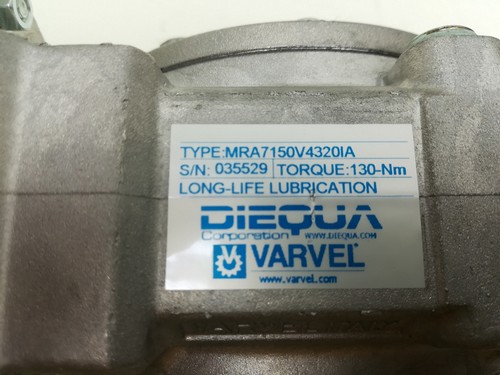 TYPE:MRA7150V4320IA
S/N: 035529 TORQUE:130-Nm
LONG-LIFE LUBRICATION
DIEQUA
Corporation www.DIEQUA.COM
VARVEL
www.varvel.com